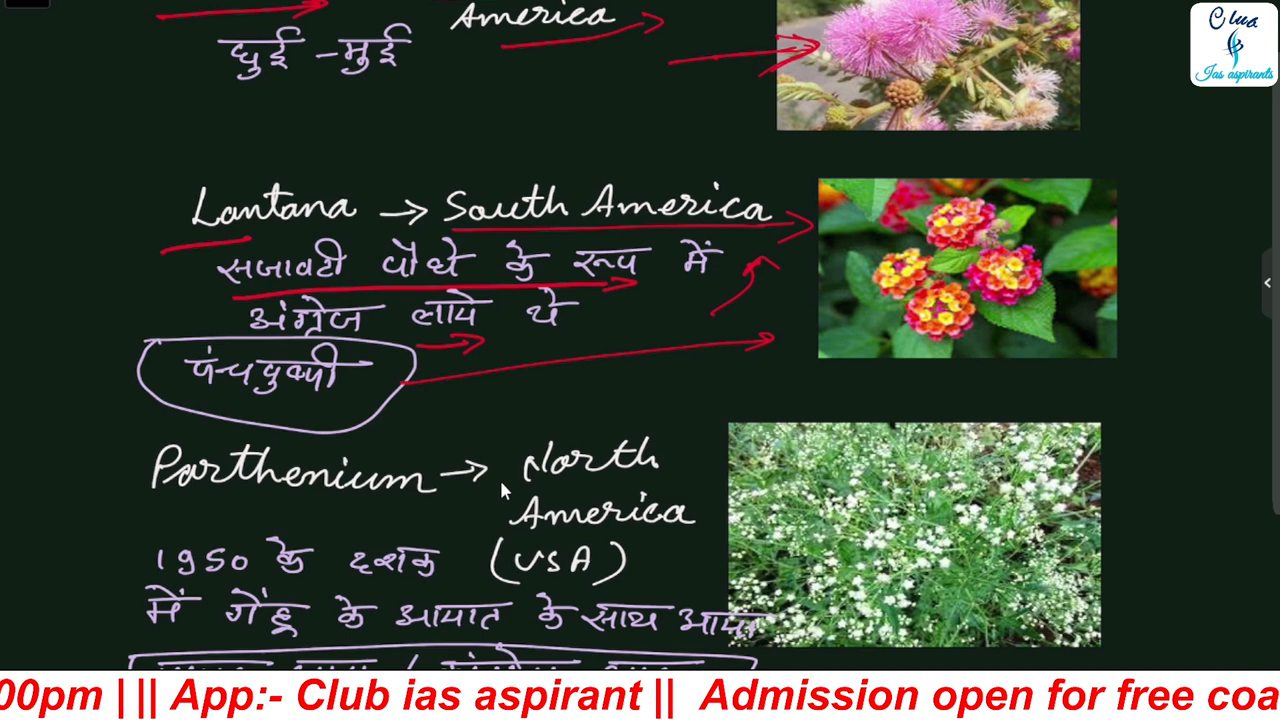 America
छुई-मुई
Lantana → South America
सजावटी पौधे के रूप में
अंग्रेज लाये थे
पंचपुष्पी
Parthenium → North
America
1950 के दशक (USA)
में गेंहू के आयात के साथ आया
Club
Ias aspirants
00pm | || App:- Club ias aspirant || Admission open for free coa